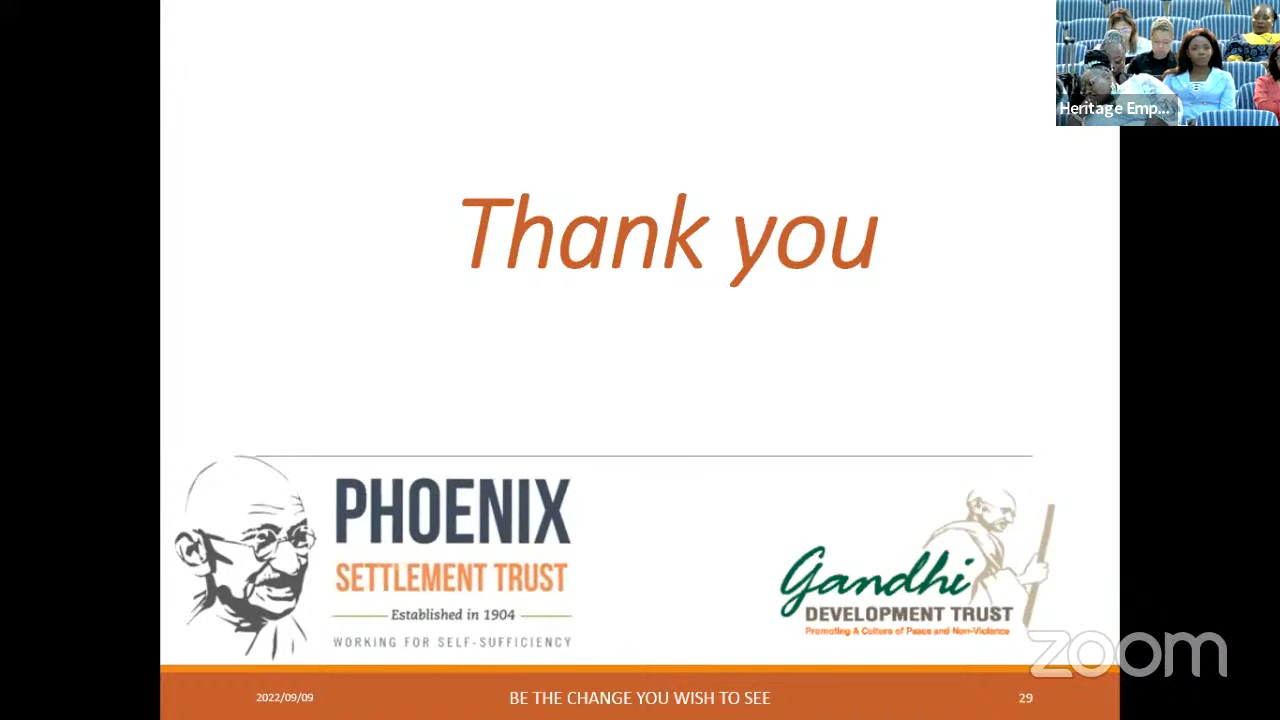 Heritage Emp...
Thank you
PHOENIX
SETTLEMENT TRUST
Established in 1904
WORKING FOR SELF-SUFFICIENCY
Gandhi
DEVELOPMENT TRUST
Promoting A Culture of Peace and Non-Violence
zoom
2022/09/09
BE THE CHANGE YOU WISH TO SEE
29